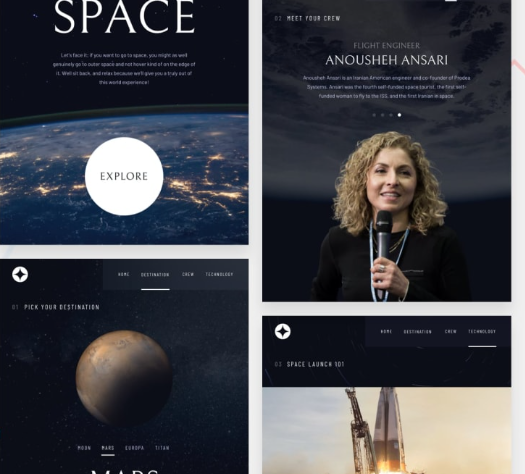 SPACE
Let's face it. If you want to go to space, you might as well
genuinely go to outer space and not hover kind of on the edge of
it. Well sit back, and relax because we'll give you a truly out of
this world experience!
EXPLORE
03 MEET YOUR CREW
FLIGHT ENGINEER
ANOUSHEH ANSARI
Anousheh Ansari is an Iranian American engineer and co-founder of Prodea
Systems. Ansari was the fourth self-funded space tourist, the first self-
funded women to fly to the ISS, and the first Iranian in space.
HOME DESTINATION CREW TECHNOLOGY
01 PICK YOUR DESTINATION
MOON MARS EUROPA TITAN
MARS
HOME DESTINATION CREW TECHNOLOGY
03 SPACE LAUNCH 101